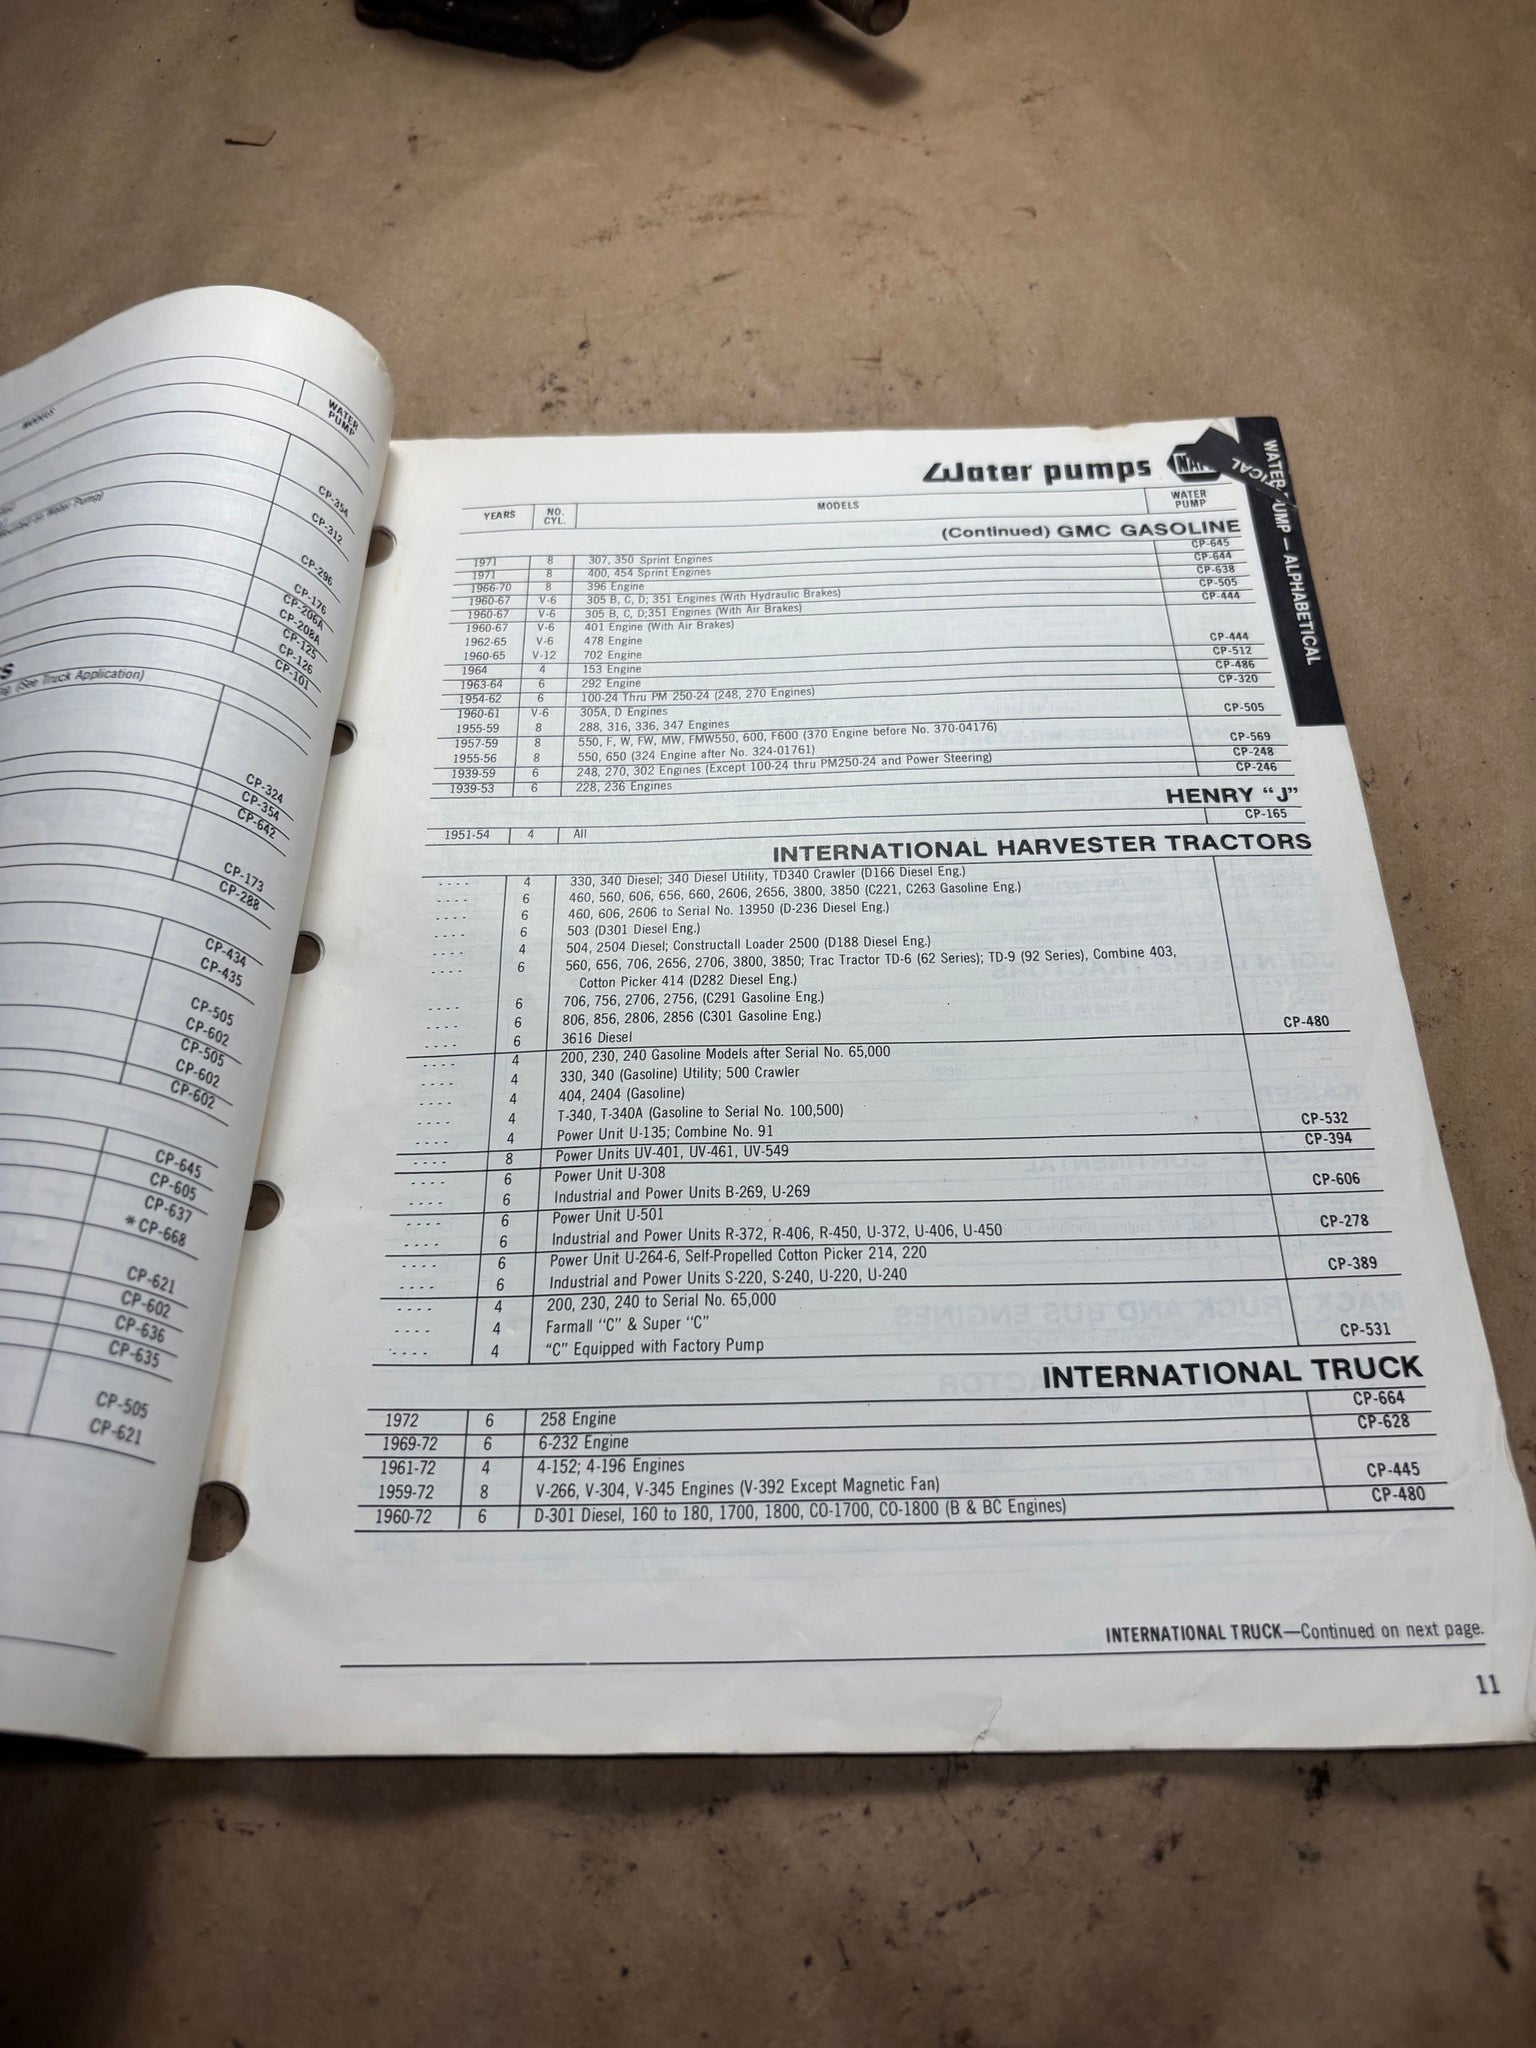 MODELS
WATER
PUMP
CP-354
CP-312
CP-296
CP-176
CP-206A
CP-208A
CP-125
CP-126
CP-101
(See Truck Application)
CP-324
CP-354
CP-642
CP-173
CP-288
CP-434
CP-435
CP-505
CP-602
CP-505
CP-602
CP-602
CP-645
CP-605
CP-637
*CP-668
CP-621
CP-602
CP-636
CP-635
CP-505
CP-621
Water pumps
WATER PUMP — ALPHABETICAL
YEARS NO. CYL. MODELS WATER PUMP
(Continued) GMC GASOLINE
1971 8 307, 350 Sprint Engines CP-645
1971 8 400, 454 Sprint Engines CP-644
1966-70 8 396 Engine CP-638
1960-67 V-6 305 B, C, D; 351 Engines (With Hydraulic Brakes) CP-505
1960-67 V-6 305 B, C, D;351 Engines (With Air Brakes) CP-444
1960-67 V-6 401 Engine (With Air Brakes)
1962-65 V-6 478 Engine
1960-65 V-12 702 Engine CP-444
1964 4 153 Engine CP-512
1963-64 6 292 Engine CP-486
1954-62 6 100-24 Thru PM 250-24 (248, 270 Engines) CP-320
1960-61 V-6 305A, D Engines
1955-59 8 288, 316, 336, 347 Engines CP-505
1957-59 8 550, F, W, FW, MW, FMW550, 600, F600 (370 Engine before No. 370-04176)
1955-56 8 550, 650 (324 Engine after No. 324-01761) CP-569
1939-59 6 248, 270, 302 Engines (Except 100-24 thru PM250-24 and Power Steering) CP-248
1939-53 6 228, 236 Engines CP-246
HENRY "J"
1951-54 4 All CP-165
INTERNATIONAL HARVESTER TRACTORS
. . . . 4 330, 340 Diesel; 340 Diesel Utility, TD340 Crawler (D166 Diesel Eng.)
. . . . 6 460, 560, 606, 656, 660, 2606, 2656, 3800, 3850 (C221, C263 Gasoline Eng.)
. . . . 6 460, 606, 2606 to Serial No. 13950 (D-236 Diesel Eng.)
. . . . 6 503 (D301 Diesel Eng.)
. . . . 4 504, 2504 Diesel; Constructall Loader 2500 (D188 Diesel Eng.)
. . . . 6 560, 656, 706, 2656, 2706, 3800, 3850; Trac Tractor TD-6 (62 Series); TD-9 (92 Series), Combine 403,
Cotton Picker 414 (D282 Diesel Eng.)
. . . . 6 706, 756, 2706, 2756, (C291 Gasoline Eng.)
. . . . 6 806, 856, 2806, 2856 (C301 Gasoline Eng.)
. . . . 6 3616 Diesel CP-480
. . . . 4 200, 230, 240 Gasoline Models after Serial No. 65,000
. . . . 4 330, 340 (Gasoline) Utility; 500 Crawler
. . . . 4 404, 2404 (Gasoline)
. . . . 4 T-340, T-340A (Gasoline to Serial No. 100,500)
. . . . 4 Power Unit U-135; Combine No. 91 CP-532
. . . . 8 Power Units UV-401, UV-461, UV-549 CP-394
. . . . 6 Power Unit U-308
. . . . 6 Industrial and Power Units B-269, U-269 CP-606
. . . . 6 Power Unit U-501
. . . . 6 Industrial and Power Units R-372, R-406, R-450, U-372, U-406, U-450 CP-278
. . . . 6 Power Unit U-264-6, Self-Propelled Cotton Picker 214, 220
. . . . 6 Industrial and Power Units S-220, S-240, U-220, U-240 CP-389
. . . . 4 200, 230, 240 to Serial No. 65,000
. . . . 4 Farmall "C" & Super "C"
. . . . 4 "C" Equipped with Factory Pump CP-531
INTERNATIONAL TRUCK
1972 6 258 Engine CP-664
1969-72 6 6-232 Engine CP-628
1961-72 4 4-152; 4-196 Engines
1959-72 8 V-266, V-304, V-345 Engines (V-392 Except Magnetic Fan) CP-445
1960-72 6 D-301 Diesel, 160 to 180, 1700, 1800, CO-1700, CO-1800 (B & BC Engines) CP-480
INTERNATIONAL TRUCK—Continued on next page.
11